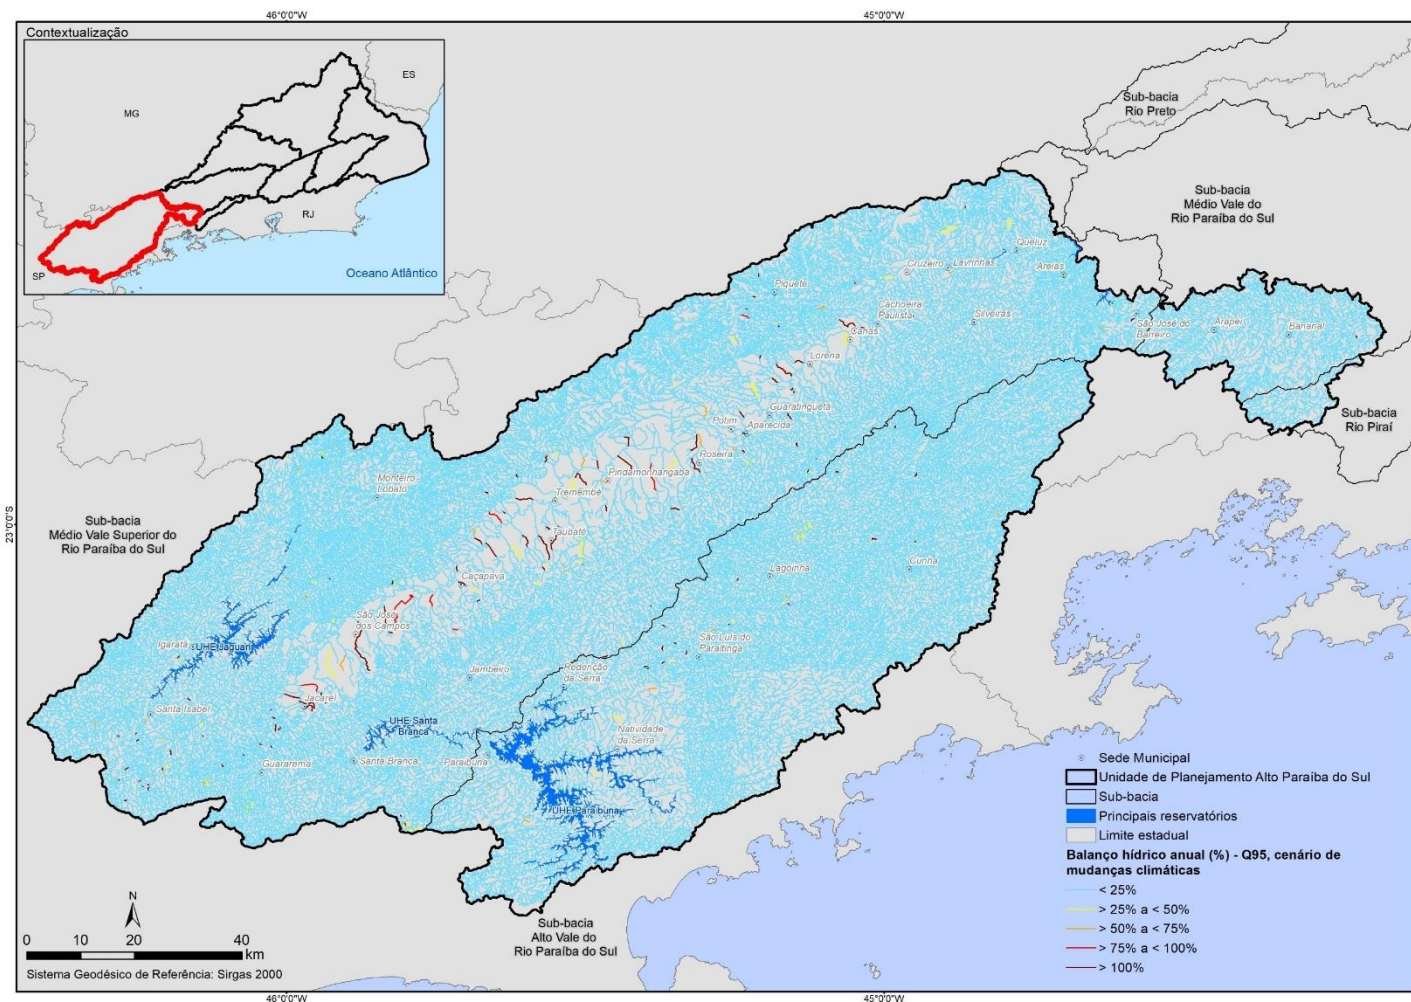 46°0'0"W
45°0'0"W
Contextualização
ES
MG
RJ
SP
Oceano Atlântico
Sub-bacia
Rio Preto
Sub-bacia
Médio Vale do
Rio Paraíba do Sul
Queluz
Cruzeiro
Lavrinhas
Areias
Piquete
Cachoeira
Paulista
Silveiras
São José do
Barreiro
Arapeí
Bananal
Canas
Lorena
Guaratinguetá
Potim
Aparecida
Sub-bacia
Rio Piraí
Roseira
Pindamonhangaba
Monteiro
Lobato
Tremembé
23°0'0"S
Sub-bacia
Médio Vale Superior do
Rio Paraíba do Sul
Taubaté
Caçapava
Lagoinha
Cunha
São José
dos Campos
Igaratá
UHE Jaguari
São Luís do
Paraitinga
Jambeiro
Redenção
da Serra
Jacareí
Santa Isabel
UHE Santa
Branca
Natividade
da Serra
Paraibuna
Santa Branca
Guararema
UHE Paraibuna
Sede Municipal
Unidade de Planejamento Alto Paraíba do Sul
Sub-bacia
Principais reservatórios
Limite estadual
Balanço hídrico anual (%) - Q95, cenário de
mudanças climáticas
< 25%
> 25% a < 50%
> 50% a < 75%
> 75% a < 100%
> 100%
N
0 10 20 40
km
Sistema Geodésico de Referência: Sirgas 2000
Sub-bacia
Alto Vale do
Rio Paraíba do Sul
46°0'0"W
45°0'0"W